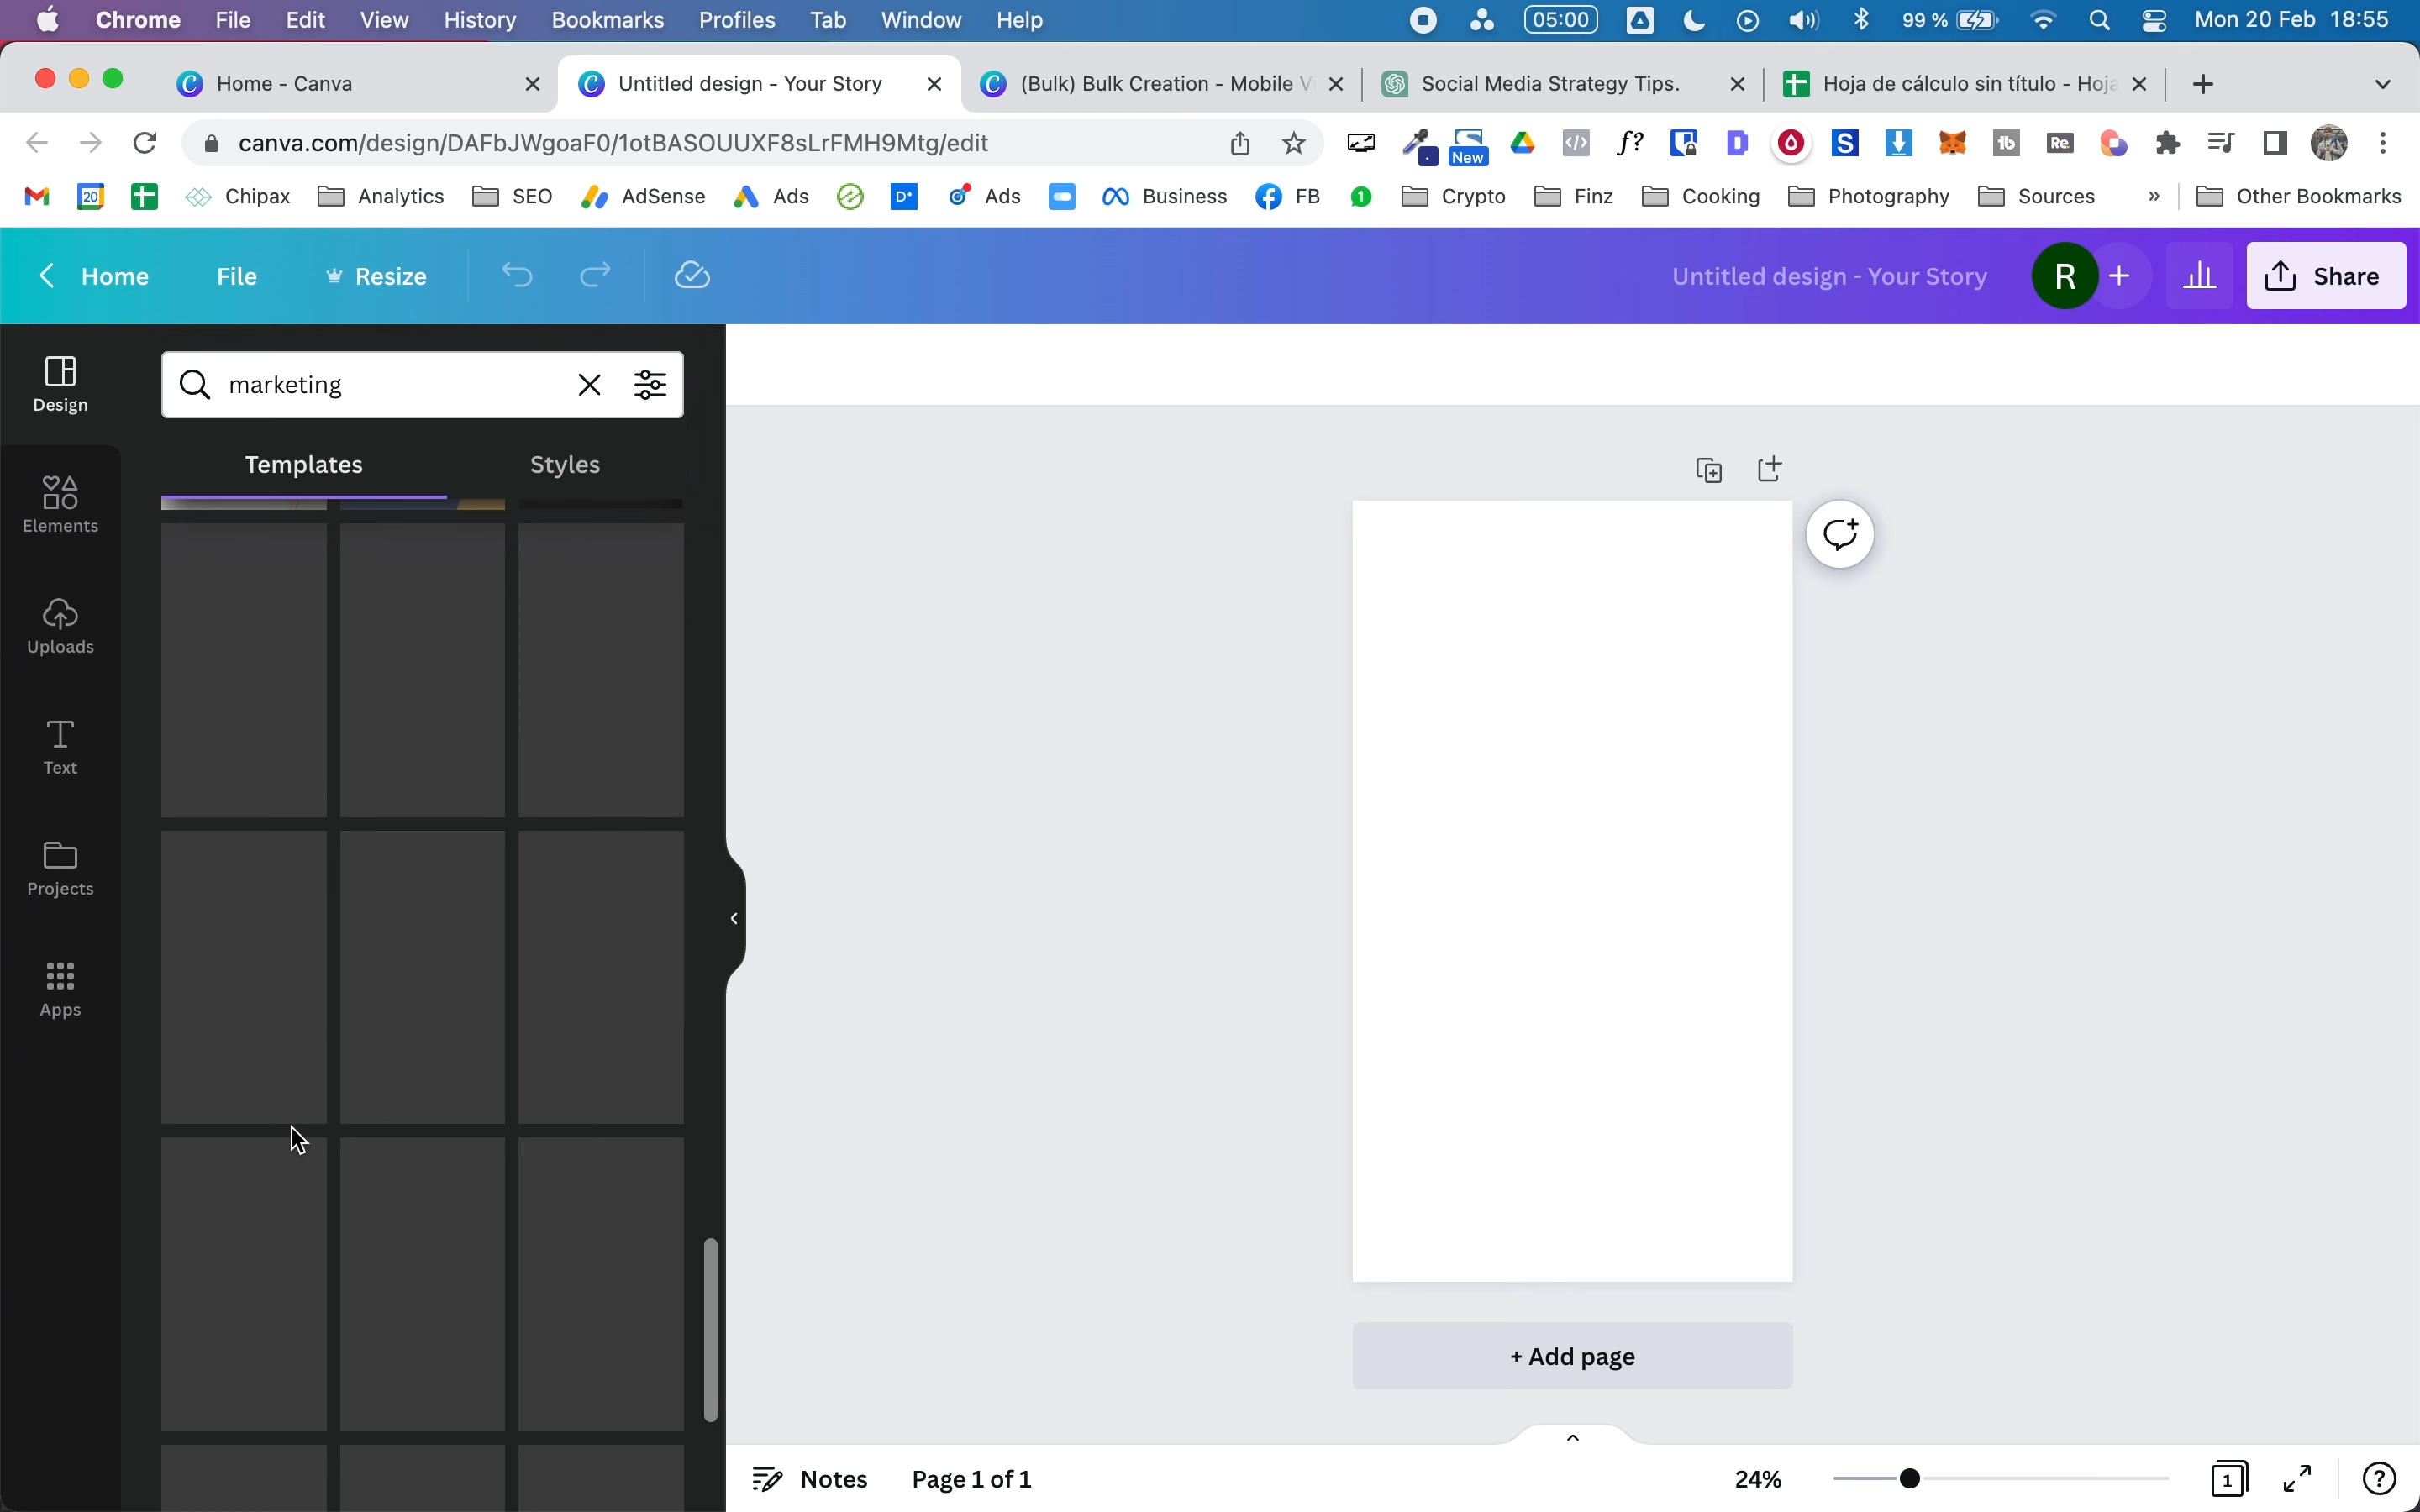 Chrome File Edit View History Bookmarks Profiles Tab Window Help 05:00 99 % Mon 20 Feb 18:55
Home - Canva Untitled design - Your Story (Bulk) Bulk Creation - Mobile V Social Media Strategy Tips. Hoja de cálculo sin título - Hoja
canva.com/design/DAFbJWgoaF0/1otBASOUUXF8sLrFMH9Mtg/edit New
Chipax Analytics SEO AdSense Ads Ads Business FB Crypto Finz Cooking Photography Sources » Other Bookmarks
Home File Resize Untitled design - Your Story R + Share
marketing
Design
Templates Styles
Elements
Uploads
Text
Projects
Apps
+ Add page
Notes Page 1 of 1 24% 1 ?